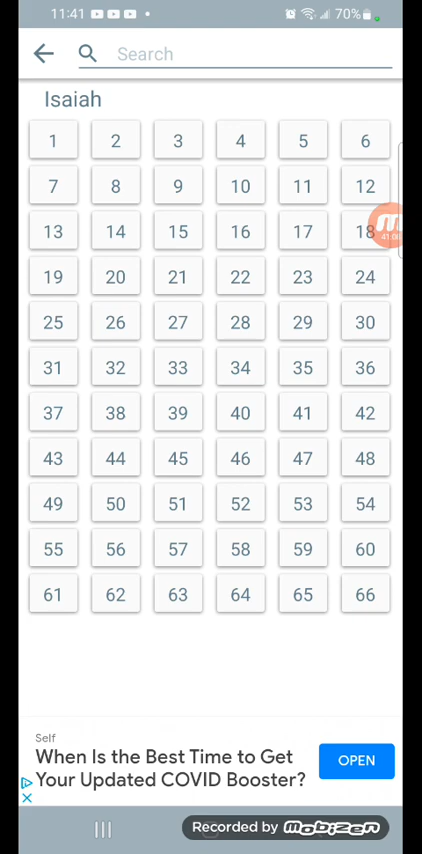 11:41 70%
Search
Isaiah
1 2 3 4 5 6
7 8 9 10 11 12
13 14 15 16 17 18
19 20 21 22 23 24
25 26 27 28 29 30
31 32 33 34 35 36
37 38 39 40 41 42
43 44 45 46 47 48
49 50 51 52 53 54
55 56 57 58 59 60
61 62 63 64 65 66
Self
When Is the Best Time to Get
Your Updated COVID Booster?
OPEN
Recorded by mobizen